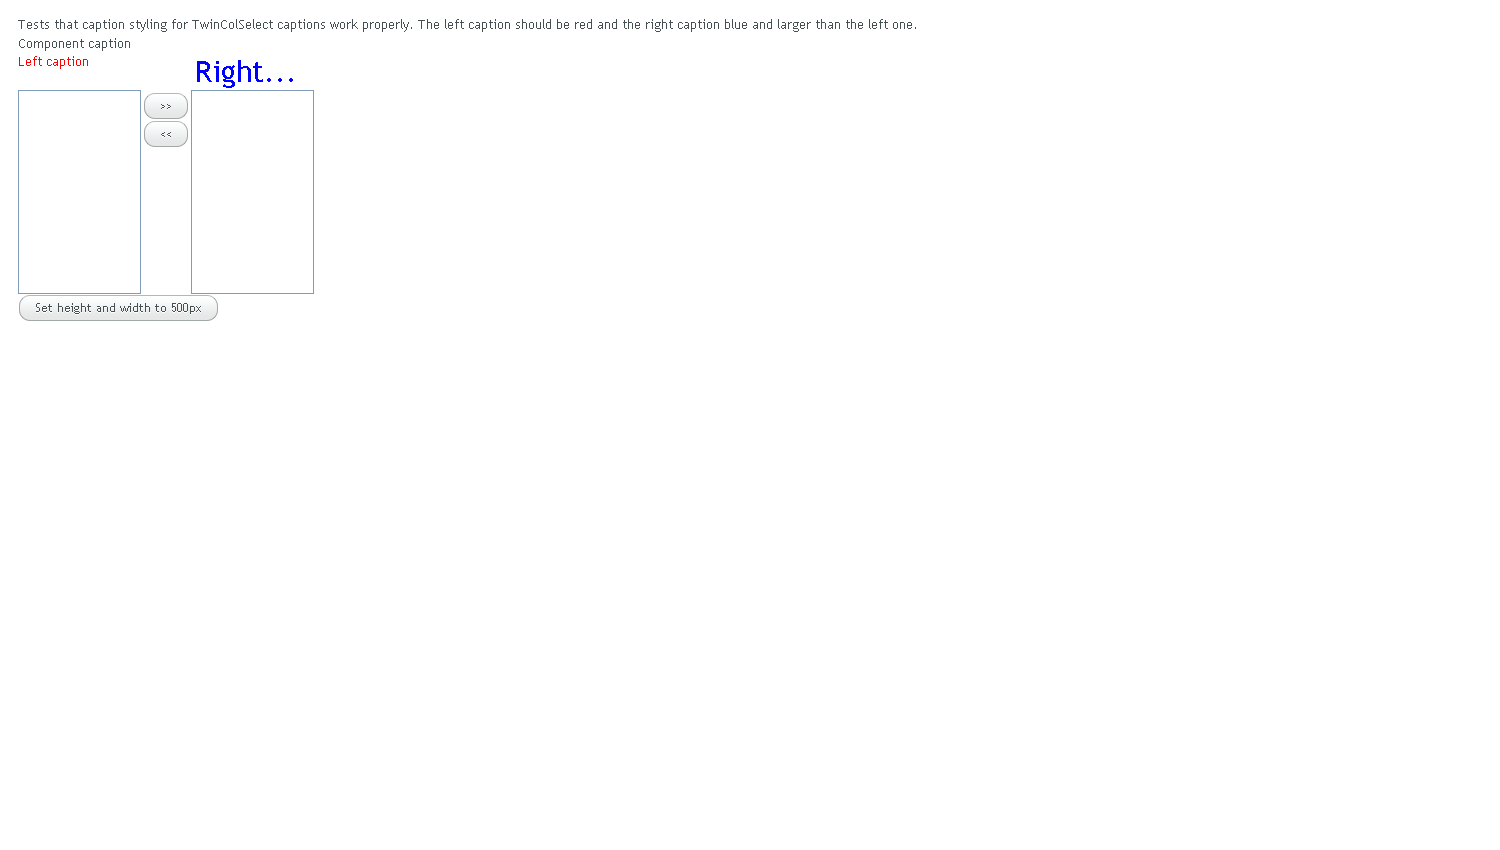 Tests that caption styling for TwinColSelect captions work properly. The left caption should be red and the right caption blue and larger than the left one.
Component caption
Left caption
Right...
>>
<<
Set height and width to 500px